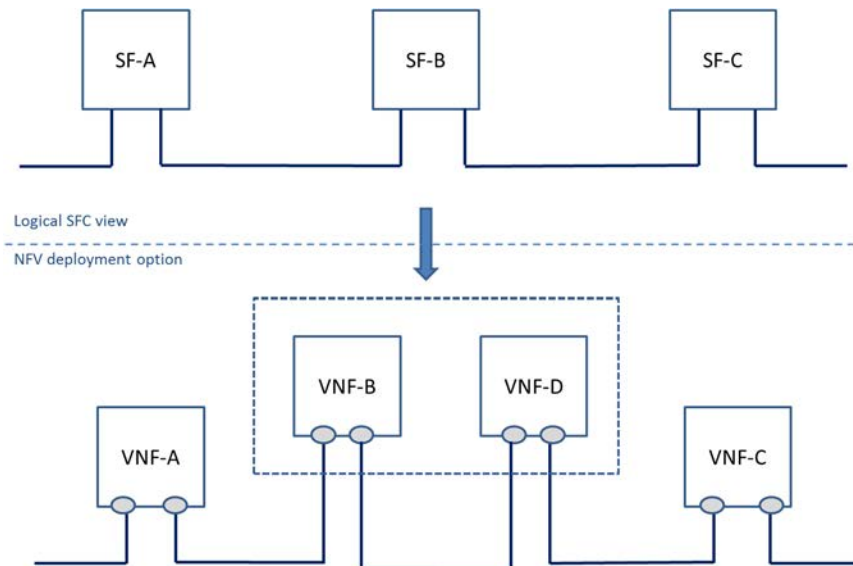 SF-A
SF-B
SF-C
Logical SFC view
NFV deployment option
VNF-B
VNF-D
VNF-A
VNF-C